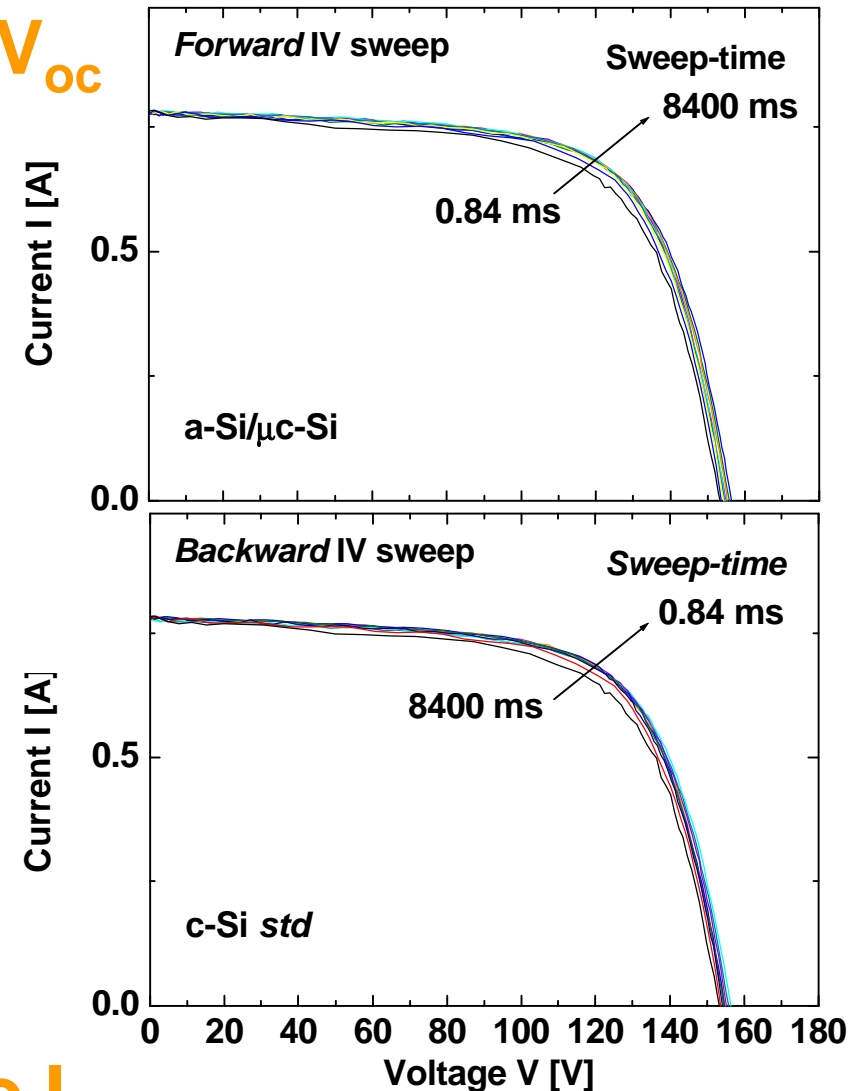 V_oc
Forward IV sweep
Sweep-time
8400 ms
0.84 ms
Current I [A]
0.5
0.0
a-Si/μc-Si
Backward IV sweep
Sweep-time
0.84 ms
8400 ms
Current I [A]
0.5
0.0
c-Si std
0 20 40 60 80 100 120 140 160 180
Voltage V [V]